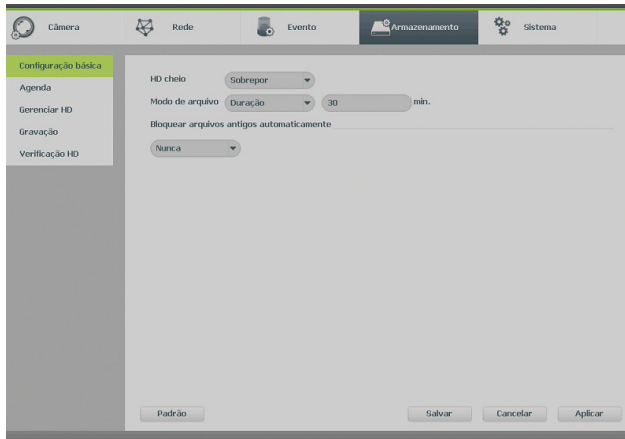 Câmera
Rede
Evento
Armazenamento
Sistema
Configuração básica
Agenda
Gerenciar HD
Gravação
Verificação HD
HD cheio Sobrepor
Modo de arquivo Duração 30 min.
Bloquear arquivos antigos automaticamente
Nunca
Padrão
Salvar
Cancelar
Aplicar